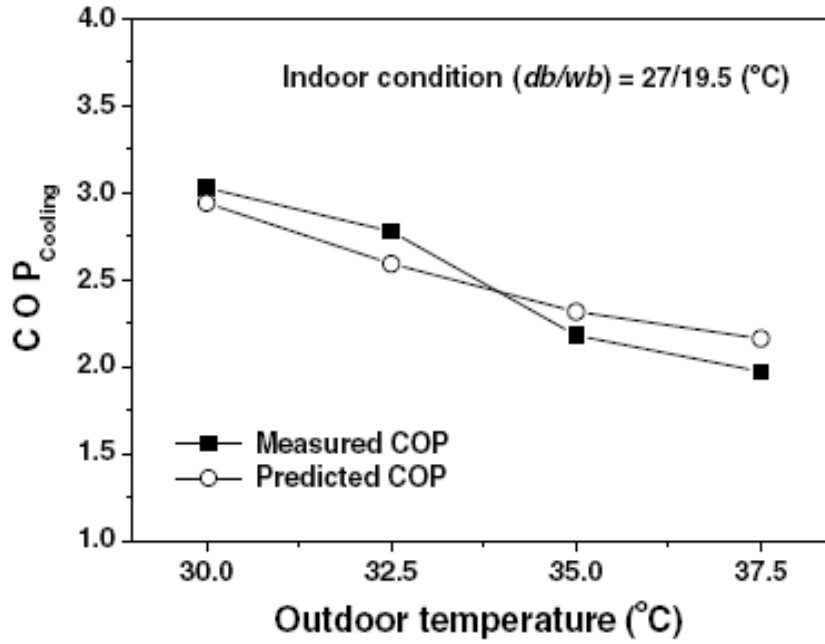 4.0
Indoor condition (db/wb) = 27/19.5 (°C)
3.5
3.0
2.5
2.0
1.5
1.0
C O P Cooling
Measured COP
Predicted COP
30.0 32.5 35.0 37.5
Outdoor temperature (°C)